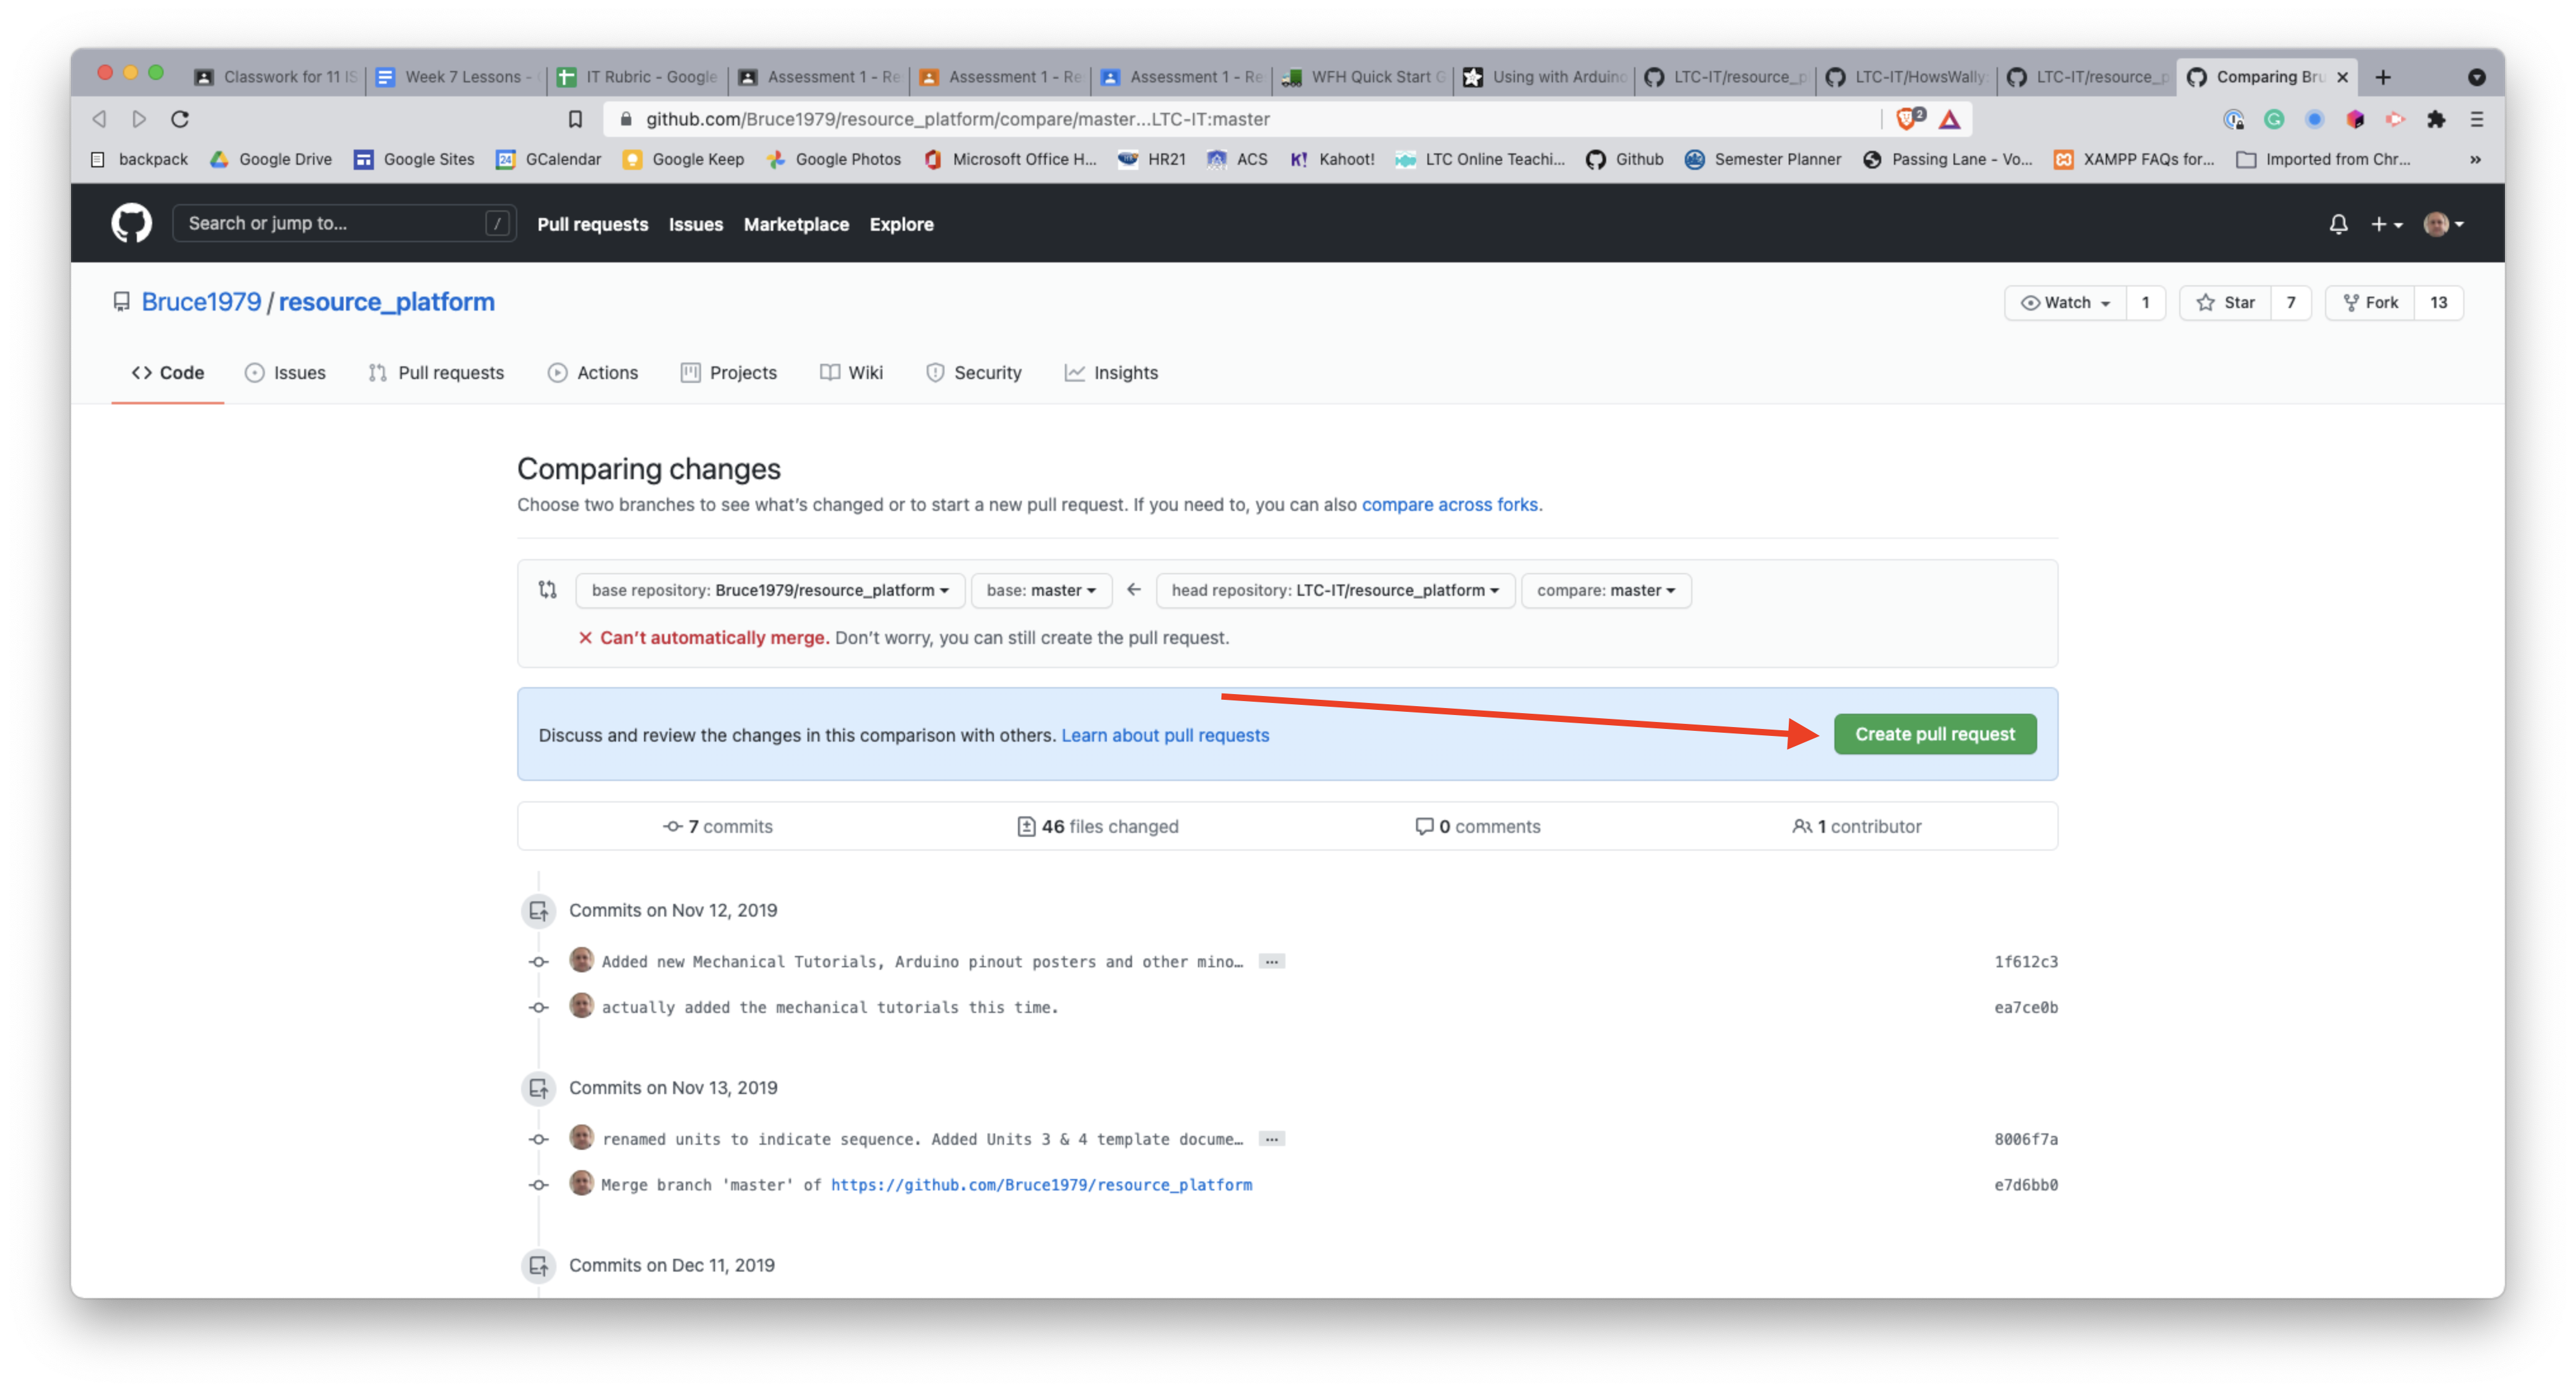 Classwork for 11 IS
Week 7 Lessons -
IT Rubric - Google
Assessment 1 - Re
Assessment 1 - Re
Assessment 1 - Re
WFH Quick Start G
Using with Arduino
LTC-IT/resource_p
LTC-IT/HowsWally
LTC-IT/resource_p
Comparing Bru
github.com/Bruce1979/resource_platform/compare/master...LTC-IT:master
2
backpack
Google Drive
Google Sites
24
GCalendar
Google Keep
Google Photos
Microsoft Office H...
HR21
ACS
K! Kahoot!
LTC Online Teachi...
Github
Semester Planner
Passing Lane - Vo...
XAMPP FAQs for...
Imported from Chr...
»
Search or jump to... /
Pull requests Issues Marketplace Explore
Bruce1979 / resource_platform
Watch 1
Star 7
Fork 13
<> Code Issues Pull requests Actions Projects Wiki Security Insights
Comparing changes
Choose two branches to see what's changed or to start a new pull request. If you need to, you can also compare across forks.
base repository: Bruce1979/resource_platform base: master ← head repository: LTC-IT/resource_platform compare: master
Can't automatically merge. Don't worry, you can still create the pull request.
Discuss and review the changes in this comparison with others. Learn about pull requests
Create pull request
7 commits 46 files changed 0 comments 1 contributor
Commits on Nov 12, 2019
Added new Mechanical Tutorials, Arduino pinout posters and other mino… ... 1f612c3
actually added the mechanical tutorials this time. ea7ce0b
Commits on Nov 13, 2019
renamed units to indicate sequence. Added Units 3 & 4 template docume… ... 8006f7a
Merge branch 'master' of https://github.com/Bruce1979/resource_platform e7d6bb0
Commits on Dec 11, 2019